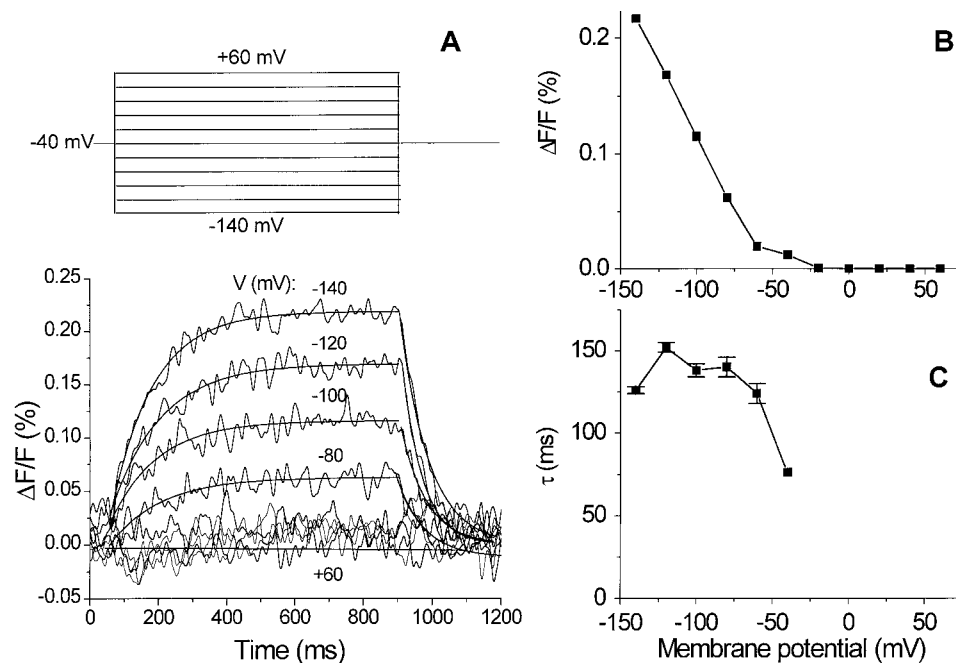 A
+60 mV
-40 mV
-140 mV
V (mV):
-140
-120
-100
-80
+60
ΔF/F (%)
0.25
0.20
0.15
0.10
0.05
0.00
-0.05
0 200 400 600 800 1000 1200
Time (ms)
B
ΔF/F (%)
0.2
0.1
0.0
-150 -100 -50 0 50
C
τ (ms)
150
100
50
0
-150 -100 -50 0 50
Membrane potential (mV)